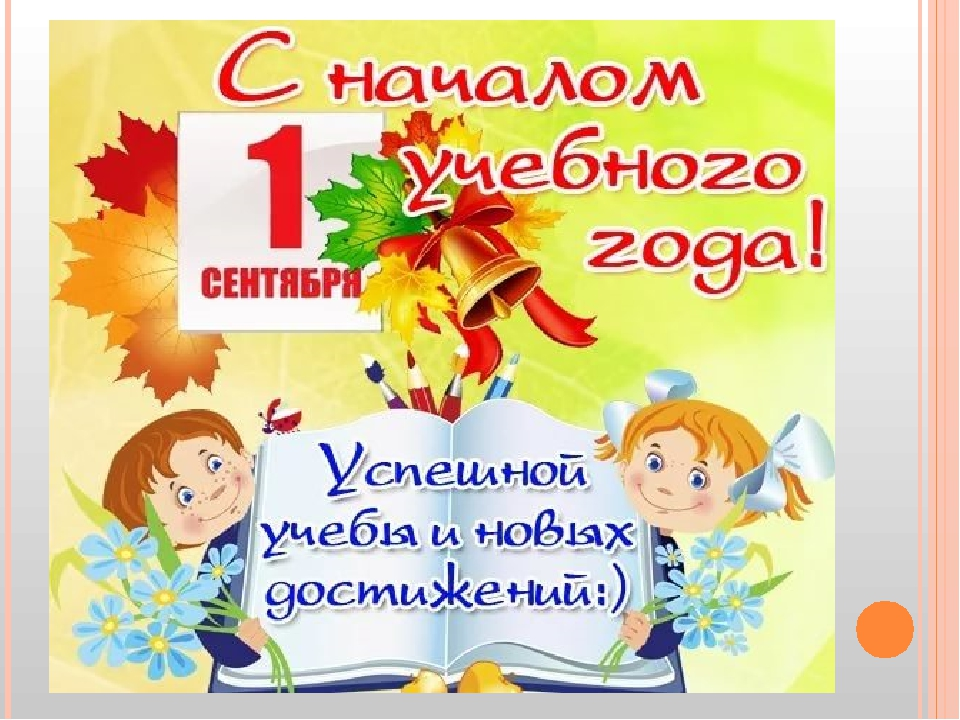 С началом
1
учебного
года!
СЕНТЯБРЯ
Успешной
учебы и новых
достижений:)